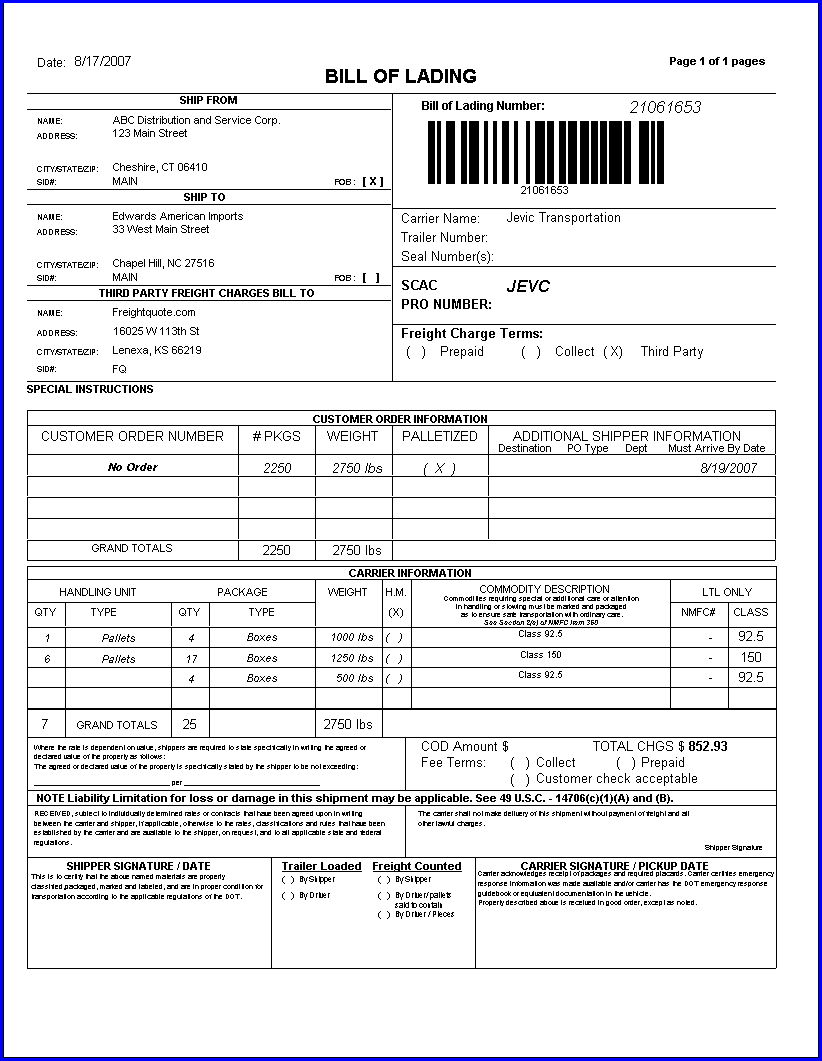 Date: 8/17/2007
Page 1 of 1 pages
BILL OF LADING
SHIP FROM
NAME: ABC Distribution and Service Corp.
ADDRESS: 123 Main Street
CITY/STATE/ZIP: Cheshire, CT 06410
SID#: MAIN FOB : [ X ]
SHIP TO
NAME: Edwards American Imports
ADDRESS: 33 West Main Street
CITY/STATE/ZIP: Chapel Hill, NC 27516
SID#: MAIN FOB : [ ]
THIRD PARTY FREIGHT CHARGES BILL TO
NAME: Freightquote.com
ADDRESS: 16025 W 113th St
CITY/STATE/ZIP: Lenexa, KS 66219
SID#: FQ
Bill of Lading Number: 21061653
21061653
Carrier Name: Jevic Transportation
Trailer Number:
Seal Number(s):
SCAC JEVC
PRO NUMBER:
Freight Charge Terms:
( ) Prepaid ( ) Collect ( X) Third Party
SPECIAL INSTRUCTIONS
CUSTOMER ORDER INFORMATION
CUSTOMER ORDER NUMBER # PKGS WEIGHT PALLETIZED ADDITIONAL SHIPPER INFORMATION
Destination PO Type Dept Must Arrive By Date
No Order 2250 2750 lbs ( X ) 8/19/2007
GRAND TOTALS 2250 2750 lbs
CARRIER INFORMATION
HANDLING UNIT PACKAGE WEIGHT H.M. COMMODITY DESCRIPTION LTL ONLY
Commodities requiring special or additional care or attention
in handling or stowing must be marked and packaged
as to ensure safe transportation with ordinary care.
See Section 2(e) of NMFC Item 360
QTY TYPE QTY TYPE (X) NMFC# CLASS
1 Pallets 4 Boxes 1000 lbs ( ) Class 92.5 - 92.5
6 Pallets 17 Boxes 1250 lbs ( ) Class 150 - 150
4 Boxes 500 lbs ( ) Class 92.5 - 92.5
7 GRAND TOTALS 25 2750 lbs
Where the rate is dependent on value, shippers are required to state specifically in writing the agreed or
declared value of the property as follows:
The agreed or declared value of the property is specifically stated by the shipper to be not exceeding:
per
COD Amount $ TOTAL CHGS $ 852.93
Fee Terms: ( ) Collect ( ) Prepaid
( ) Customer check acceptable
NOTE Liability Limitation for loss or damage in this shipment may be applicable. See 49 U.S.C. - 14706(c)(1)(A) and (B).
RECEIVED, subject to individually determined rates or contracts that have been agreed upon in writing
between the carrier and shipper, if applicable, otherwise to the rates, classifications and rules that have been
established by the carrier and are available to the shipper, on request, and to all applicable state and federal
regulations.
The carrier shall not make delivery of this shipment without payment of freight and all
other lawful charges.
Shipper Signature
SHIPPER SIGNATURE / DATE
This is to certify that the above named materials are properly
classified,packaged, marked and labeled, and are in proper condition for
transportation according to the applicable regulations of the DOT.
Trailer Loaded
( ) By Shipper
( ) By Driver
Freight Counted
( ) By Shipper
( ) By Driver/pallets
said to contain
( ) By Driver / Pieces
CARRIER SIGNATURE / PICKUP DATE
Carrier acknowledges receipt of packages and required placards. Carrier certifies emergency
response information was made available and/or carrier has the DOT emergency response
guidebook or equivalent documentation in the vehicle.
Property described above is received in good order, except as noted.